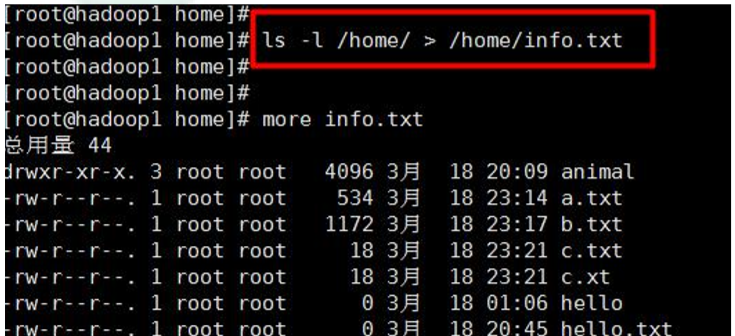 [root@hadoop1 home]#
[root@hadoop1 home]# ls -l /home/ > /home/info.txt
[root@hadoop1 home]#
[root@hadoop1 home]#
[root@hadoop1 home]# more info.txt
总用量 44
drwxr-xr-x. 3 root root   4096 3月  18 20:09 animal
-rw-r--r--. 1 root root    534 3月  18 23:14 a.txt
-rw-r--r--. 1 root root   1172 3月  18 23:17 b.txt
-rw-r--r--. 1 root root     18 3月  18 23:21 c.txt
-rw-r--r--. 1 root root     18 3月  18 23:21 c.xt
-rw-r--r--. 1 root root      0 3月  18 01:06 hello
-rw-r--r--. 1 root root      0 3月  18 20:45 hello.txt